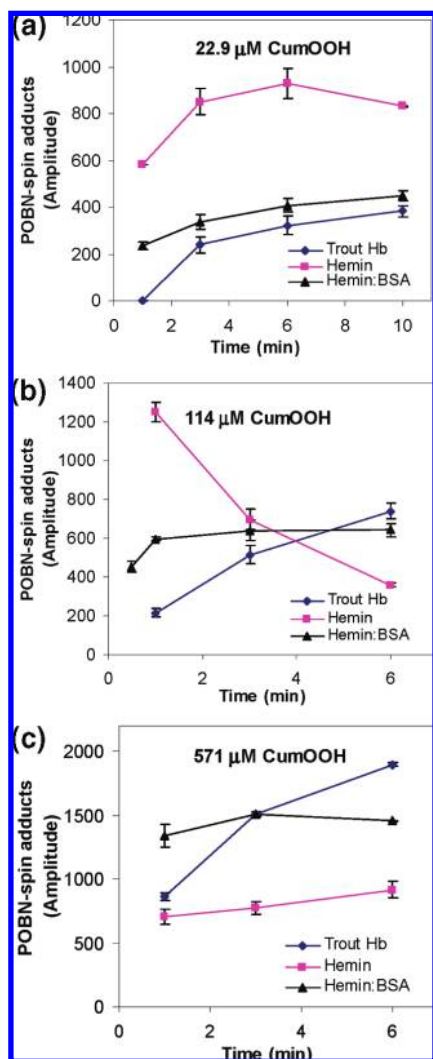 (a)
22.9 µM CumOOH
POBN-spin adducts
(Amplitude)
1200
1000
800
600
400
200
0
0 2 4 6 8 10
Time (min)
Trout Hb
Hemin
Hemin:BSA
(b)
114 µM CumOOH
POBN-spin adducts
(Amplitude)
1400
1200
1000
800
600
400
200
0
0 2 4 6
Time (min)
Trout Hb
Hemin
Hemin:BSA
(c)
571 µM CumOOH
POBN-spin adducts
(Amplitude)
2000
1500
1000
500
0
0 2 4 6
Time (min)
Trout Hb
Hemin
Hemin:BSA